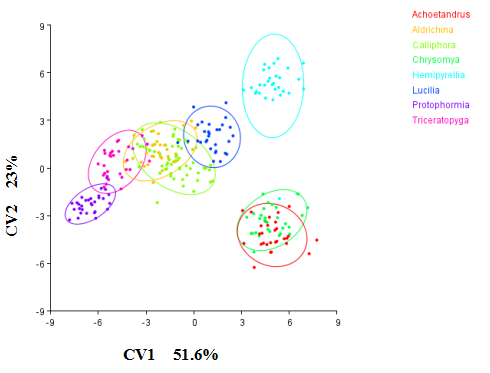 Achoetandrus
Aldrichina
Calliphora
Chrysomya
Hemipyrellia
Lucilia
Protophormia
Triceratopyga
9
6
3
0
-3
-6
-9
-9 -6 -3 0 3 6 9
CV2 23%
CV1 51.6%